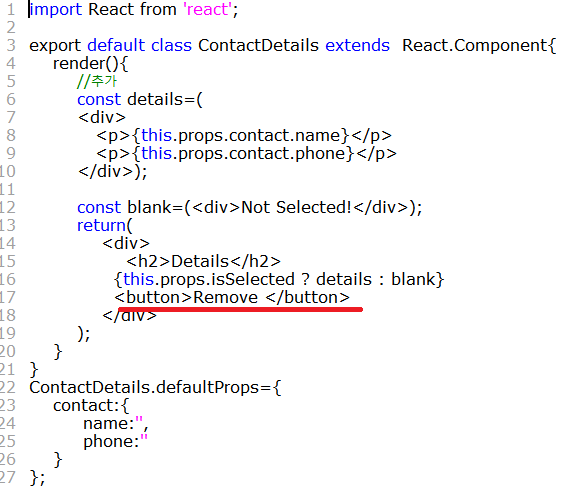 1 import React from 'react';
2
3 export default class ContactDetails extends  React.Component{
4     render(){
5         //추가
6         const details=(
7         <div>
8            <p>{this.props.contact.name}</p>
9            <p>{this.props.contact.phone}</p>
10         </div>);
11
12         const blank=(<div>Not Selected!</div>);
13         return(
14             <div>
15                 <h2>Details</h2>
16               {this.props.isSelected ? details : blank}
17               <button>Remove </button>
18             </div>
19         );
20     }
21 }
22 ContactDetails.defaultProps={
23     contact:{
24          name:'',
25          phone:''
26     }
27 };